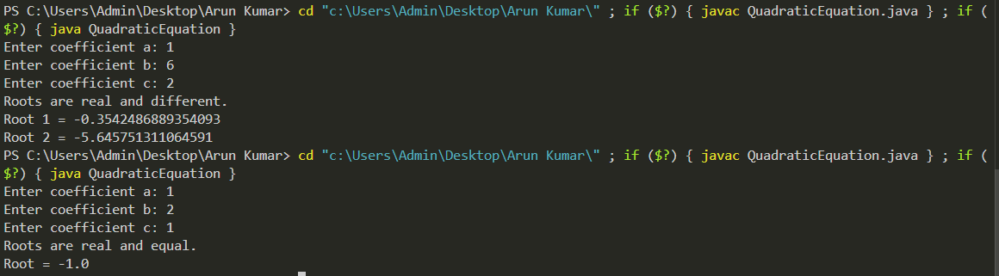 PS C:\Users\Admin\Desktop\Arun Kumar> cd "c:\Users\Admin\Desktop\Arun Kumar\" ; if ($?) { javac QuadraticEquation.java } ; if (
$?) { java QuadraticEquation }
Enter coefficient a: 1
Enter coefficient b: 6
Enter coefficient c: 2
Roots are real and different.
Root 1 = -0.3542486889354093
Root 2 = -5.645751311064591
PS C:\Users\Admin\Desktop\Arun Kumar> cd "c:\Users\Admin\Desktop\Arun Kumar\" ; if ($?) { javac QuadraticEquation.java } ; if (
$?) { java QuadraticEquation }
Enter coefficient a: 1
Enter coefficient b: 2
Enter coefficient c: 1
Roots are real and equal.
Root = -1.0